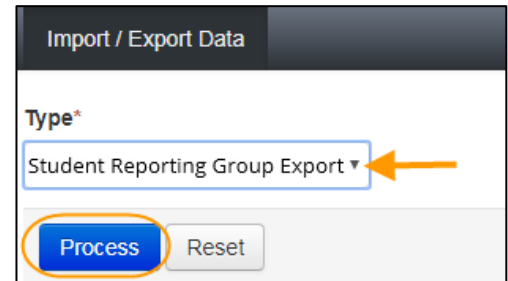 Import / Export Data
Type*
Student Reporting Group Export
Process Reset